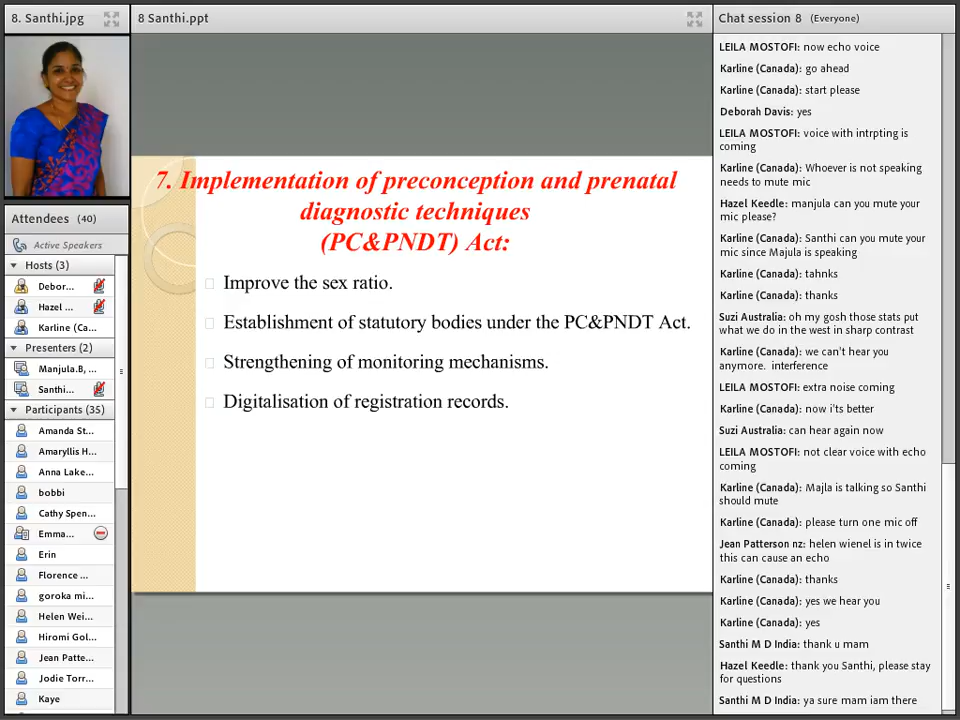 8. Santhi.jpg
8 Santhi.ppt
Chat session 8 (Everyone)
Attendees (40)
Active Speakers
Hosts (3)
Debor...
Hazel ...
Karline (Ca...
Presenters (2)
Manjula.B, ...
Santhi...
Participants (35)
Amanda St...
Amaryllis H...
Anna Lake...
bobbi
Cathy Spen...
Emma...
Erin
Florence ...
goroka mi...
Helen Wei...
Hiromi Gol...
Jean Patte...
Jodie Torr...
Kaye
7. Implementation of preconception and prenatal
diagnostic techniques
(PC&PNDT) Act:
Improve the sex ratio.
Establishment of statutory bodies under the PC&PNDT Act.
Strengthening of monitoring mechanisms.
Digitalisation of registration records.
LEILA MOSTOFI: now echo voice
Karline (Canada): go ahead
Karline (Canada): start please
Deborah Davis: yes
LEILA MOSTOFI: voice with intrpting is
coming
Karline (Canada): Whoever is not speaking
needs to mute mic
Hazel Keedle: manjula can you mute your
mic please?
Karline (Canada): Santhi can you mute your
mic since Majula is speaking
Karline (Canada): tahnks
Karline (Canada): thanks
Suzi Australia: oh my gosh those stats put
what we do in the west in sharp contrast
Karline (Canada): we can't hear you
anymore. interference
LEILA MOSTOFI: extra noise coming
Karline (Canada): now i'ts better
Suzi Australia: can hear again now
LEILA MOSTOFI: not clear voice with echo
coming
Karline (Canada): Majla is talking so Santhi
should mute
Karline (Canada): please turn one mic off
Jean Patterson nz: helen wienel is in twice
this can cause an echo
Karline (Canada): thanks
Karline (Canada): yes we hear you
Karline (Canada): yes
Santhi M D India: thank u mam
Hazel Keedle: thank you Santhi, please stay
for questions
Santhi M D India: ya sure mam iam there